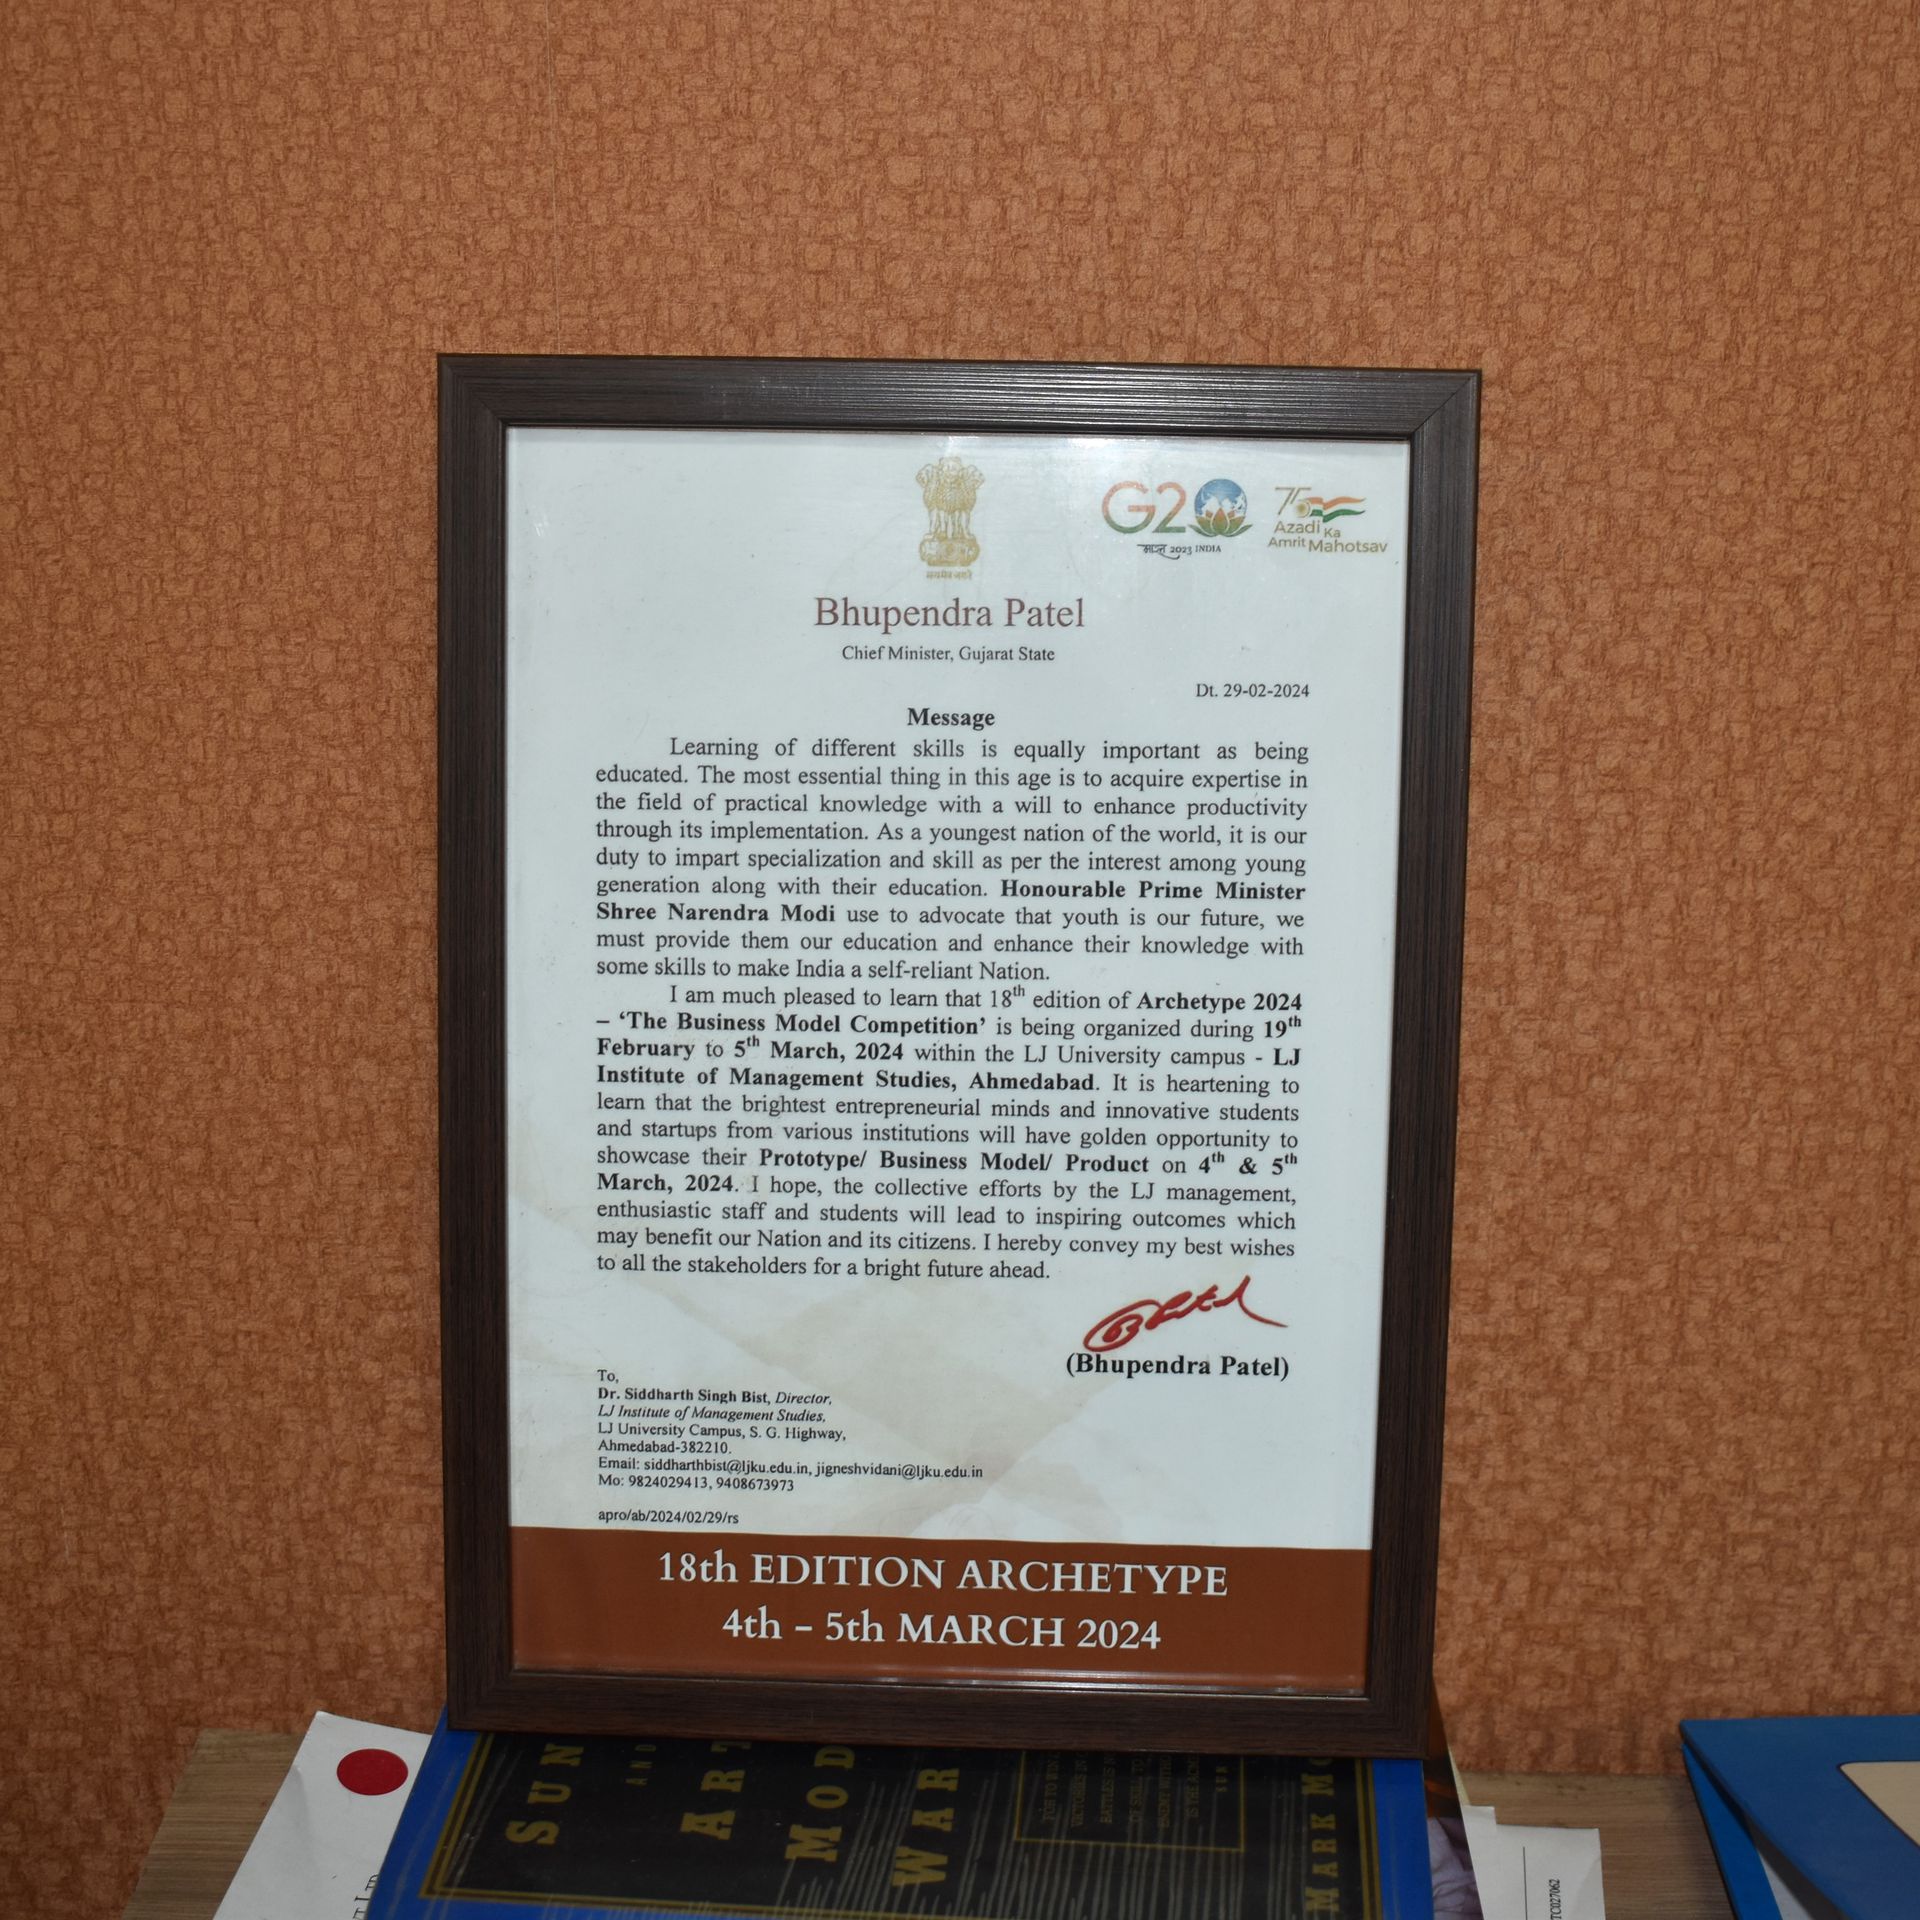 सत्यमेव जयते
G20
भारत 2023 INDIA
75
Azadi Ka
Amrit Mahotsav
Bhupendra Patel
Chief Minister, Gujarat State
Dt. 29-02-2024
Message
Learning of different skills is equally important as being
educated. The most essential thing in this age is to acquire expertise in
the field of practical knowledge with a will to enhance productivity
through its implementation. As a youngest nation of the world, it is our
duty to impart specialization and skill as per the interest among young
generation along with their education. Honourable Prime Minister
Shree Narendra Modi use to advocate that youth is our future, we
must provide them our education and enhance their knowledge with
some skills to make India a self-reliant Nation.
I am much pleased to learn that 18th edition of Archetype 2024
– ‘The Business Model Competition’ is being organized during 19th
February to 5th March, 2024 within the LJ University campus - LJ
Institute of Management Studies, Ahmedabad. It is heartening to
learn that the brightest entrepreneurial minds and innovative students
and startups from various institutions will have golden opportunity to
showcase their Prototype/ Business Model/ Product on 4th & 5th
March, 2024. I hope, the collective efforts by the LJ management,
enthusiastic staff and students will lead to inspiring outcomes which
may benefit our Nation and its citizens. I hereby convey my best wishes
to all the stakeholders for a bright future ahead.
(Bhupendra Patel)
To,
Dr. Siddharth Singh Bist, Director,
LJ Institute of Management Studies,
LJ University Campus, S. G. Highway,
Ahmedabad-382210.
Email: siddharthbist@ljku.edu.in, jigneshvidani@ljku.edu.in
Mo: 9824029413, 9408673973
apro/ab/2024/02/29/rs
18th EDITION ARCHETYPE
4th – 5th MARCH 2024
SUN
AND
ART
MOD
WAR
MARK
TC027062